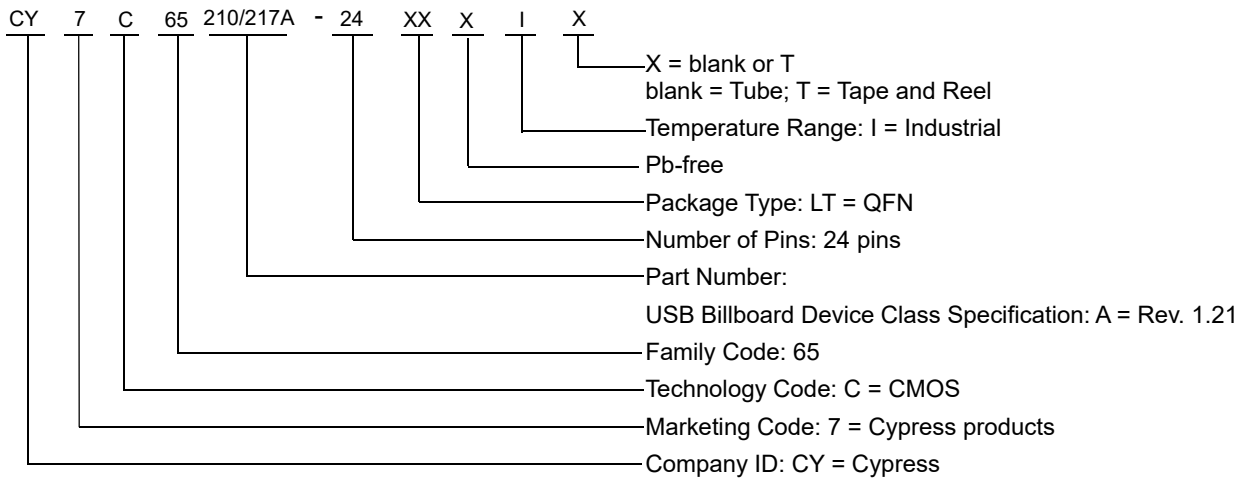 CY 7 C 65 210/217A - 24 XX X I X
X = blank or T
blank = Tube; T = Tape and Reel
Temperature Range: I = Industrial
Pb-free
Package Type: LT = QFN
Number of Pins: 24 pins
Part Number:
USB Billboard Device Class Specification: A = Rev. 1.21
Family Code: 65
Technology Code: C = CMOS
Marketing Code: 7 = Cypress products
Company ID: CY = Cypress